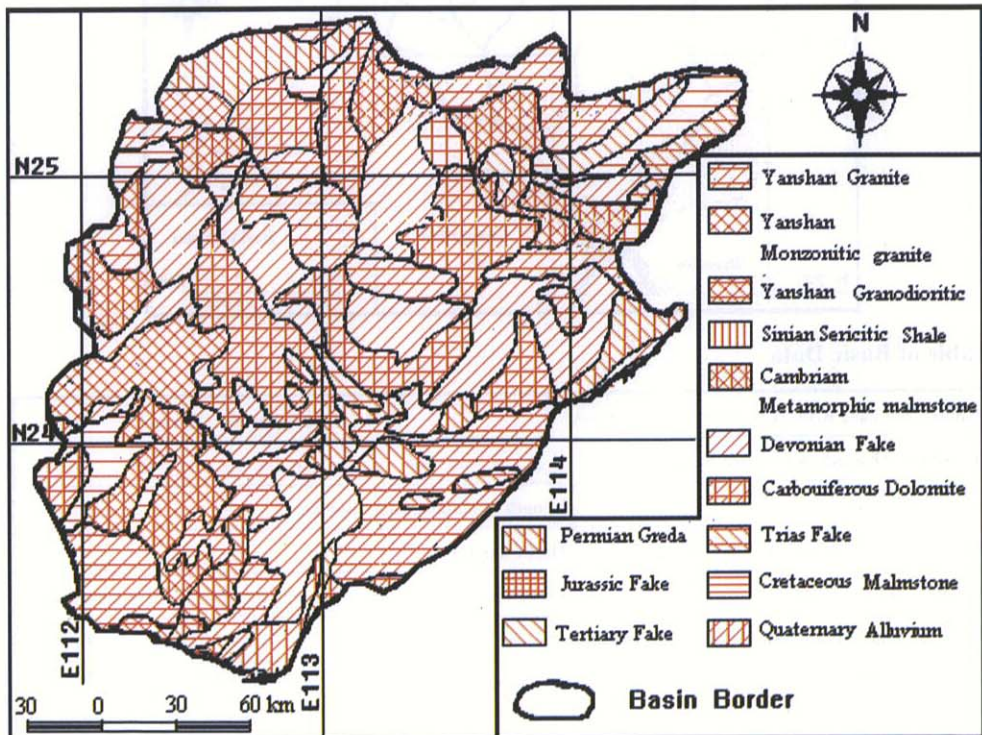 N
N25
Yanshan Granite
Yanshan
Monzonitic granite
Yanshan Granodioritic
Sinian Sericitic Shale
Cambriam
Metamorphic malmstone
Devonian Fake
Carbouiferous Dolomite
Trias Fake
Cretaceous Malmstone
Quaternary Alluvium
Permian Greda
Jurassic Fake
Tertiary Fake
Basin Border
N24
E112
E113
E114
30 0 30 60 km